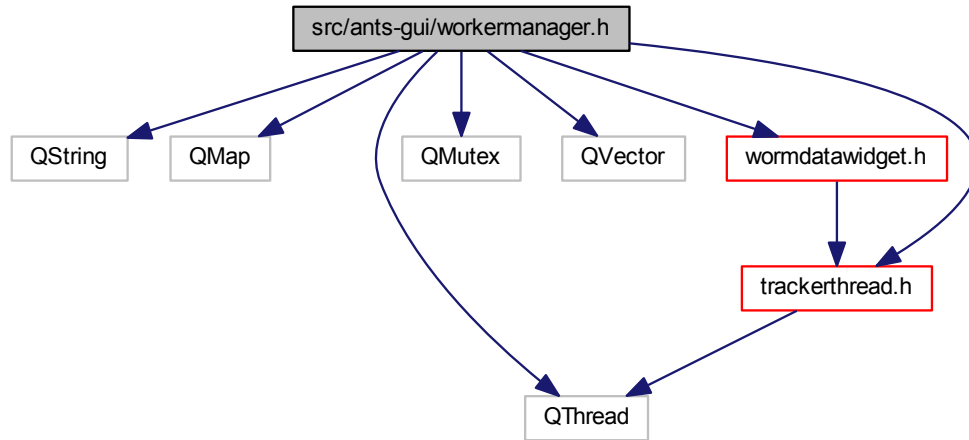 src/ants-gui/workermanager.h
QString
QMap
QMutex
QVector
wormdatawidget.h
trackerthread.h
QThread